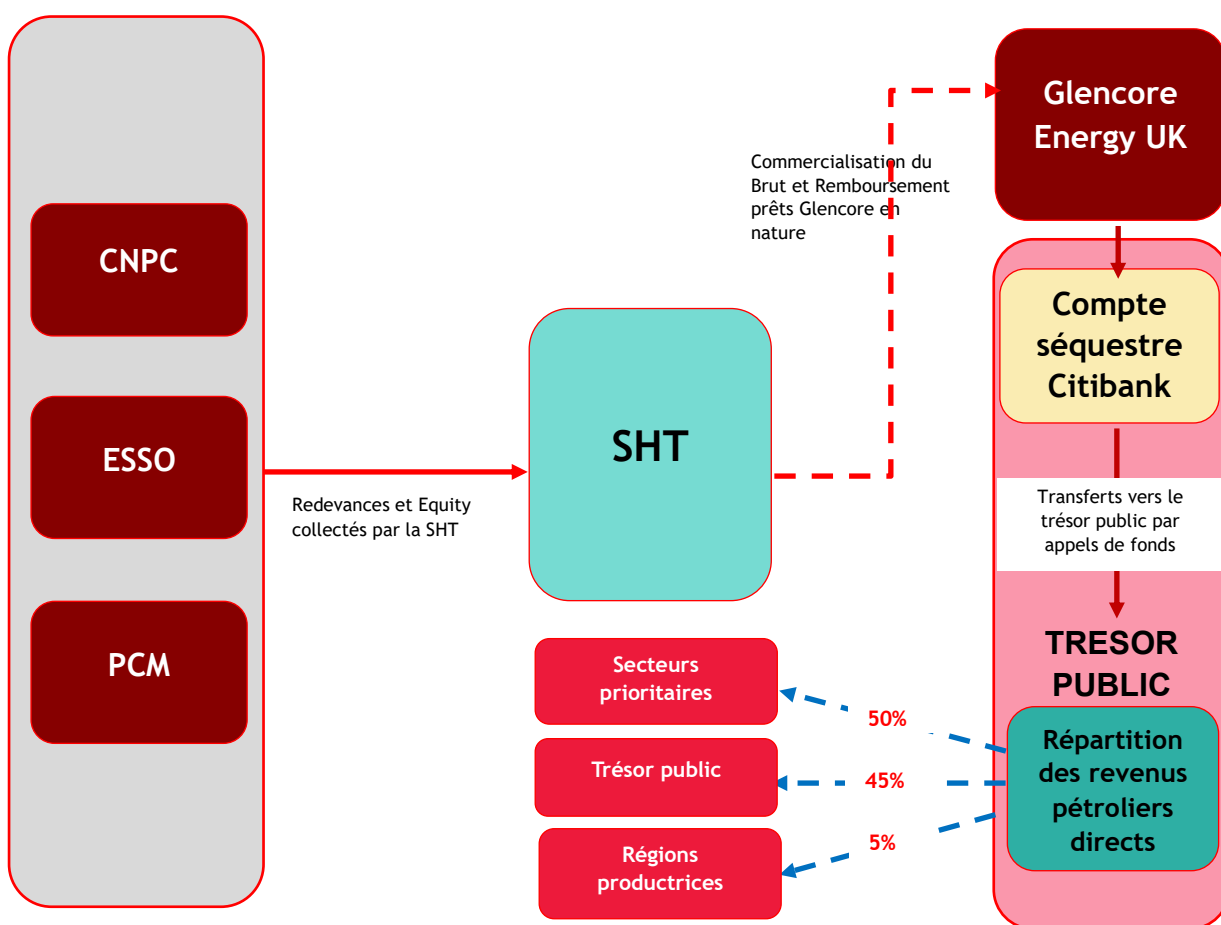 CNPC
ESSO
PCM
Redevances et Equity
collectés par la SHT
SHT
Commercialisation du
Brut et Remboursement
prêts Glencore en
nature
Glencore
Energy UK
Compte
séquestre
Citibank
Transferts vers le
trésor public par
appels de fonds
TRESOR
PUBLIC
Répartition
des revenus
pétroliers
directs
50%
45%
5%
Secteurs
prioritaires
Trésor public
Régions
productrices